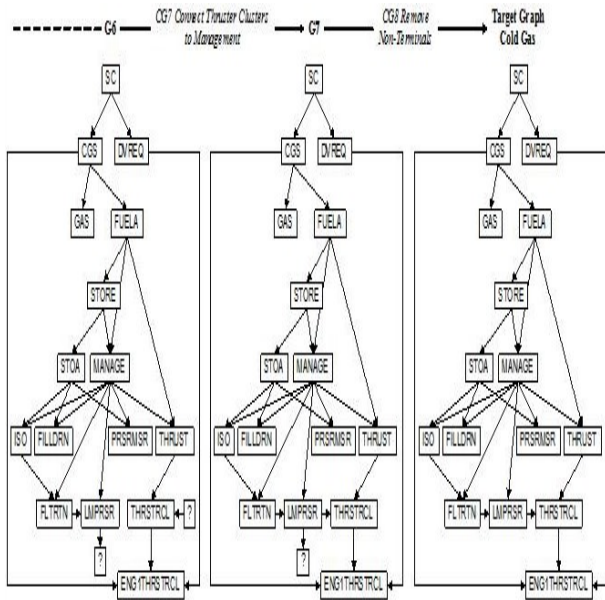 G6 CG7 Connect Thruster Clusters to Management G7 CG8 Remove Non-Terminals Target Graph Cold Gas
SC SC SC
CGS DVREQ CGS DVREQ CGS DVREQ
GAS FUELA GAS FUELA GAS FUELA
STORE STORE STORE
STOA MANAGE STOA MANAGE STOA MANAGE
ISO FILLDRN PRSRMSR THRUST ISO FILLDRN PRSRMSR THRUST ISO FILLDRN PRSRMSR THRUST
FLTRTN LMPRSR THRSTRCL ? FLTRTN LMPRSR THRSTRCL FLTRTN LMPRSR THRSTRCL
? ?
ENG1THRSTRCL ENG1THRSTRCL ENG1THRSTRCL